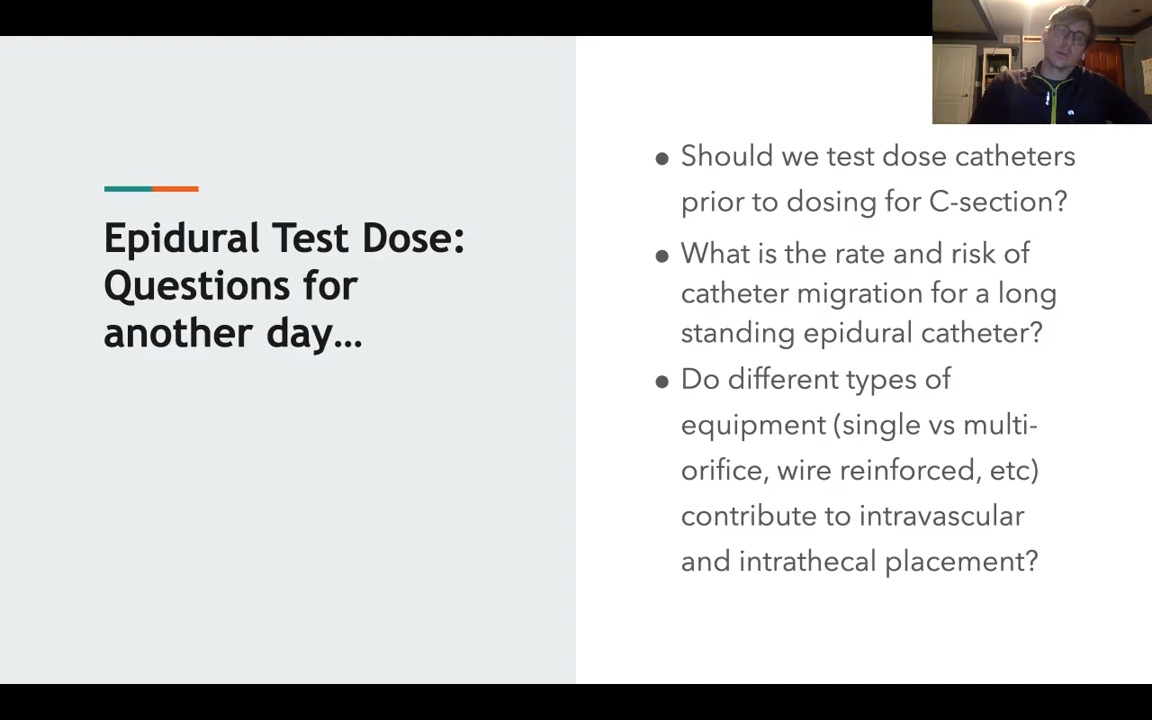 Epidural Test Dose:
Questions for
another day…
● Should we test dose catheters
prior to dosing for C-section?
● What is the rate and risk of
catheter migration for a long
standing epidural catheter?
● Do different types of
equipment (single vs multi-
orifice, wire reinforced, etc)
contribute to intravascular
and intrathecal placement?